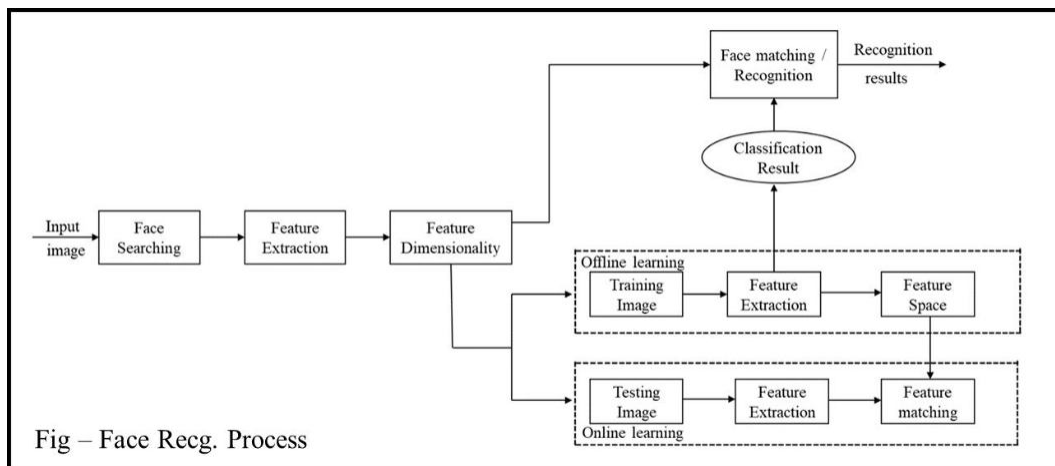 Face matching /
Recognition
Recognition
results
Classification
Result
Input
image
Face
Searching
Feature
Extraction
Feature
Dimensionality
Offline learning
Training
Image
Feature
Extraction
Feature
Space
Testing
Image
Feature
Extraction
Feature
matching
Online learning
Fig – Face Recg. Process